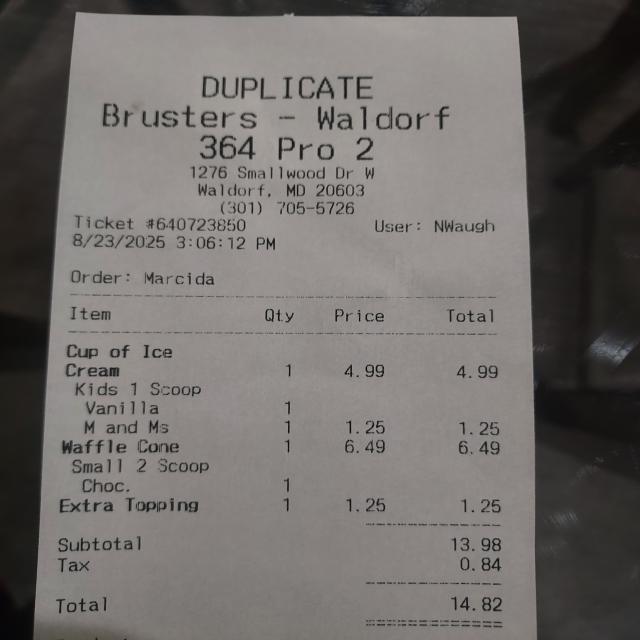 DUPLICATE
Brusters - Waldorf
364 Pro 2
1276 Smallwood Dr W
Waldorf, MD 20603
(301) 705-5726
Ticket #640723850 User: NWaugh
8/23/2025 3:06:12 PM
Order: Marcida
Item Qty Price Total
Cup of Ice
Cream 1 4.99 4.99
Kids 1 Scoop
Vanilla 1
M and Ms 1 1.25 1.25
Waffle Cone 1 6.49 6.49
Small 2 Scoop
Choc. 1
Extra Topping 1 1.25 1.25
Subtotal 13.98
Tax 0.84
Total 14.82